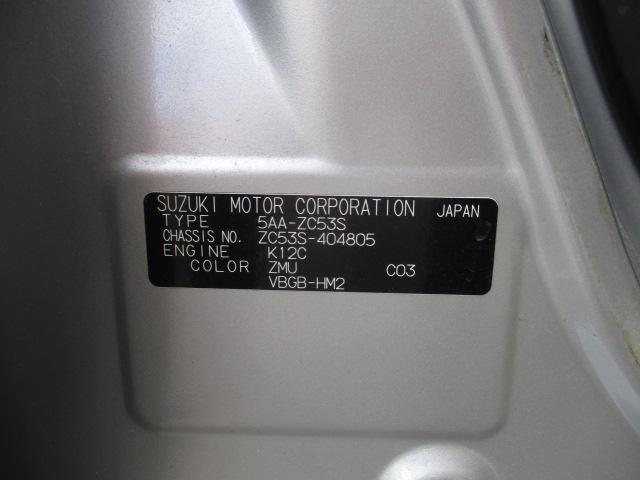 SUZUKI MOTOR CORPORATION JAPAN
TYPE 5AA-ZC53S
CHASSIS NO. ZC53S-404805
ENGINE K12C
COLOR ZMU C03
VBGB-HM2